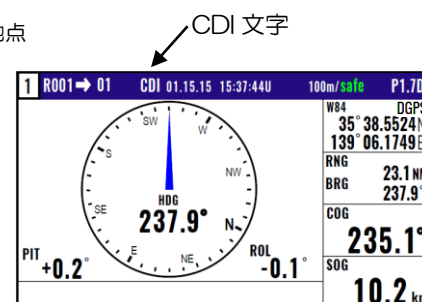 地点
CDI 文字
1 R001➡ 01 CDI 01.15.15 15:37:44U 100m/safe P1.7D
W84 DGPS
35°38.5524N
139°06.1749E
RNG 23.1 NM
BRG 237.9°
COG
235.1°
SOG
10.2
SW
W
S
NW
HDG
237.9°
SE
N
E
NE
PIT
+0.2°
ROL
-0.1°